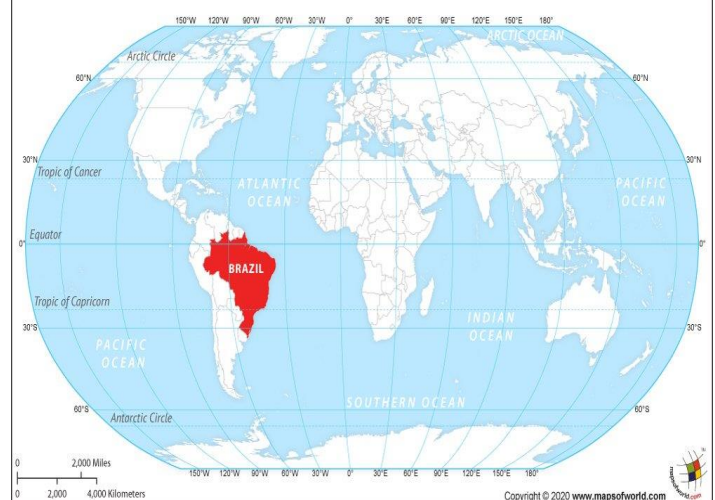 150°W 120°W 90°W 60°W 30°W 0° 30°E 60°E 90°E 120°E 150°E 180°
ARCTIC OCEAN
Arctic Circle
60°N 60°N
30°N 30°N
Tropic of Cancer
ATLANTIC
OCEAN
PACIFIC
OCEAN
Equator
0° 0°
BRAZIL
Tropic of Capricorn
INDIAN
OCEAN
30°S 30°S
PACIFIC
OCEAN
SOUTHERN OCEAN
60°S 60°S
Antarctic Circle
150°W 120°W 90°W 60°W 30°W 0° 30°E 60°E 90°E 120°E 150°E 180°
0 2,000 Miles
0 2,000 4,000 Kilometers
mapsofworld.com
Copyright © 2020 www.mapsofworld.com